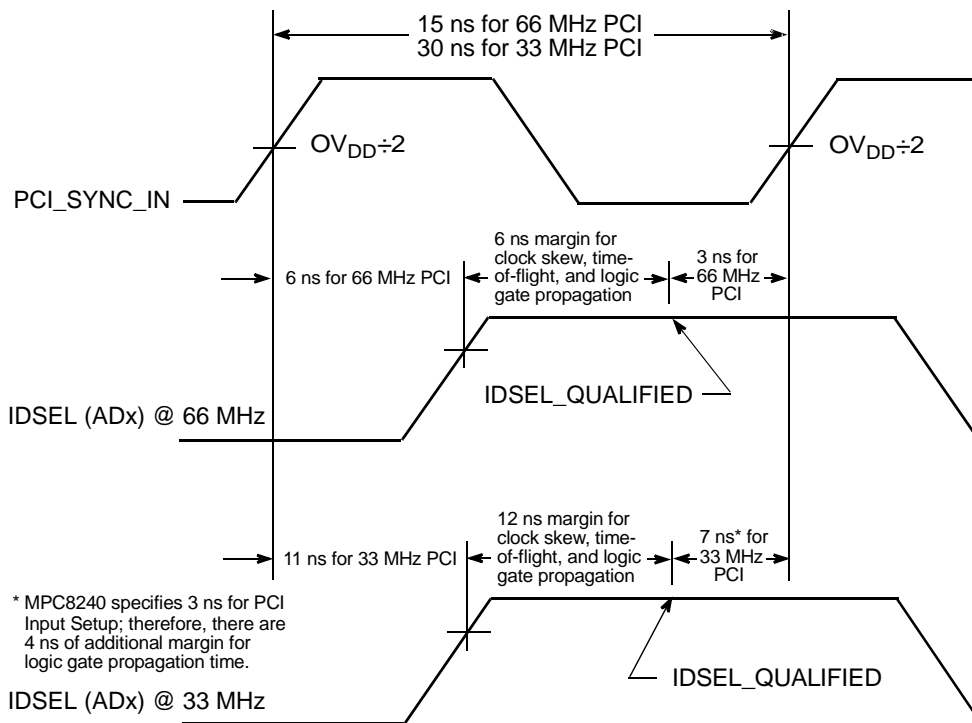 15 ns for 66 MHz PCI
30 ns for 33 MHz PCI
OVDD÷2
OVDD÷2
PCI_SYNC_IN
6 ns for 66 MHz PCI
6 ns margin for
clock skew, time-
of-flight, and logic
gate propagation
3 ns for
66 MHz
PCI
IDSEL_QUALIFIED
IDSEL (ADx) @ 66 MHz
11 ns for 33 MHz PCI
12 ns margin for
clock skew, time-
of-flight, and logic
gate propagation
7 ns* for
33 MHz
PCI
* MPC8240 specifies 3 ns for PCI
Input Setup; therefore, there are
4 ns of additional margin for
logic gate propagation time.
IDSEL_QUALIFIED
IDSEL (ADx) @ 33 MHz